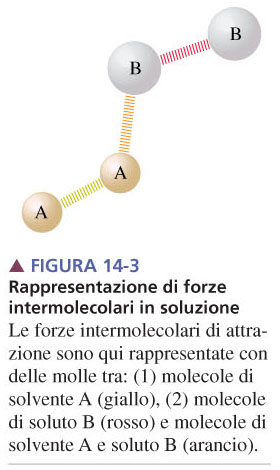 B
B
A
A
▲ FIGURA 14-3
Rappresentazione di forze
intermolecolari in soluzione
Le forze intermolecolari di attra-
zione sono qui rappresentate con
delle molle tra: (1) molecole di
solvente A (giallo), (2) molecole
di soluto B (rosso) e molecole di
solvente A e soluto B (arancio).